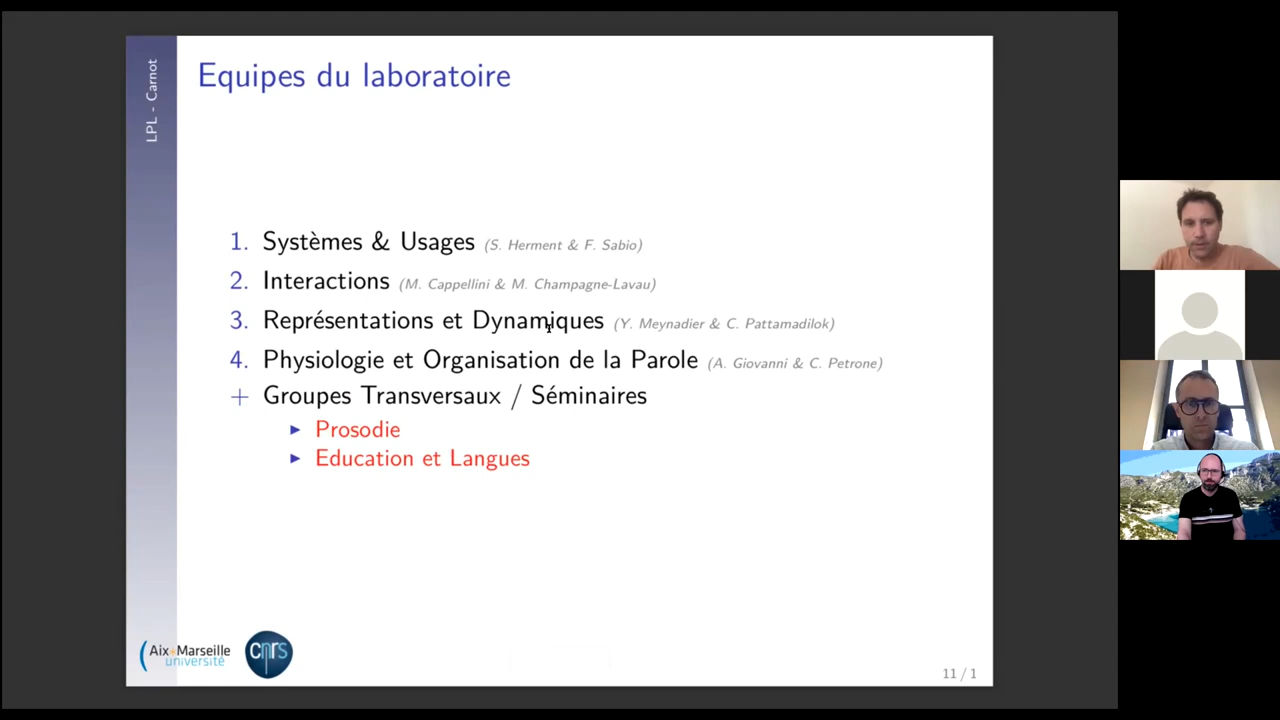 LPL - Carnot
Equipes du laboratoire
1. Systèmes & Usages (S. Herment & F. Sabio)
2. Interactions (M. Cappellini & M. Champagne-Lavau)
3. Représentations et Dynamiques (Y. Meynadier & C. Pattamadilok)
4. Physiologie et Organisation de la Parole (A. Giovanni & C. Petrone)
+ Groupes Transversaux / Séminaires
▶ Prosodie
▶ Education et Langues
Aix*Marseille
université
cnrs
11 / 1